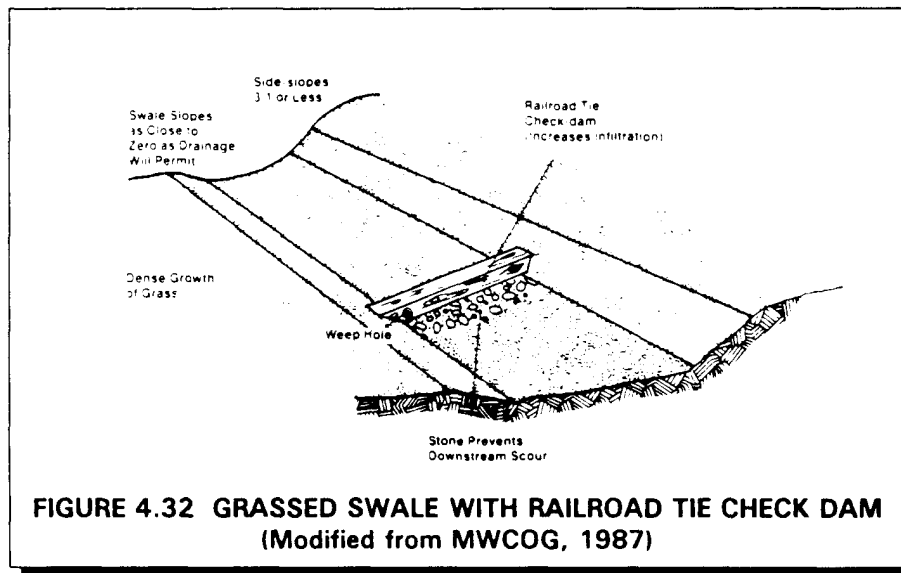 Side-slopes
3:1 or Less
Swale Slopes
as Close to
Zero as Drainage
Will Permit
Railroad Tie
Check-dam
(Increases Infiltration)
Dense Growth
of Grass
Weep Hole
Stone Prevents
Downstream Scour
FIGURE 4.32 GRASSED SWALE WITH RAILROAD TIE CHECK DAM
(Modified from MWCOG, 1987)